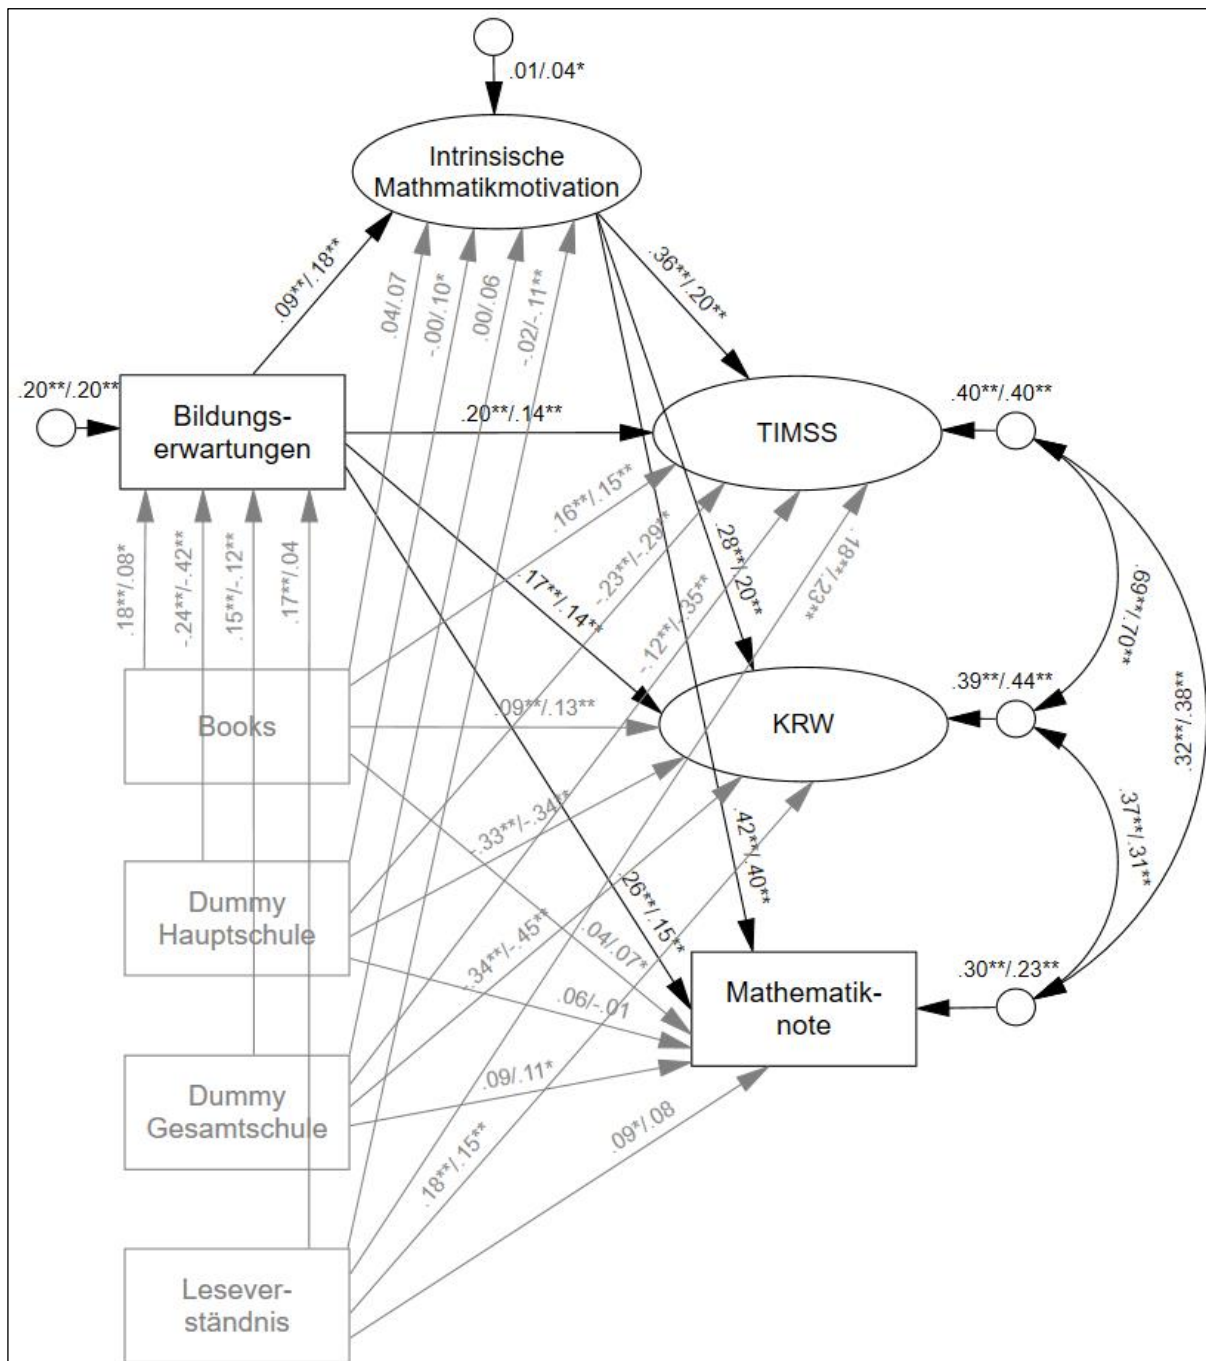 .01/.04*
Intrinsische
Mathmatikmotivation
.09**/.18**
.04/.07
-.00/.10*
.00/.06
-.02/-.11**
.36**/.20**
.20**/.20**
Bildungs-
erwartungen
.20**/.14**
TIMSS
.40**/.40**
.16**/.15**
-.23**/-.29**
-.12**/-.35**
.18**/.23**
.28**/.20**
.17**/.14**
.18**/.08*
-.24**/-.42**
.15**/-.12**
.17**/.04
.69**/.70**
.32**/.38**
Books
.09**/.13**
KRW
.39**/.44**
-.33**/-.34**
.42**/.40**
.37**/.31**
Dummy
Hauptschule
.26**/.15**
.04/.07*
-.34**/-.45**
.06/-.01
Mathematik-
note
.30**/.23**
Dummy
Gesamtschule
.09/.11*
.09*/.08
.18**/.15**
Lesever-
ständnis